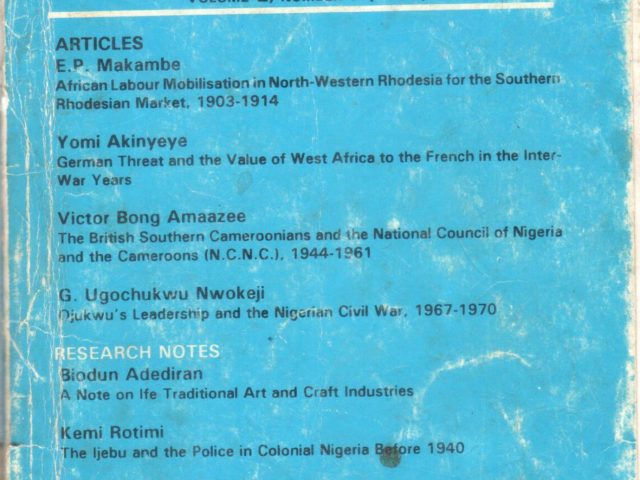 VOLUME 2, NUMBER
ARTICLES
E.P. Makambe
African Labour Mobilisation in North-Western Rhodesia for the Southern
Rhodesian Market, 1903-1914
Yomi Akinyeye
German Threat and the Value of West Africa to the French in the Inter-
War Years
Victor Bong Amaazee
The British Southern Cameroonians and the National Council of Nigeria
and the Cameroons (N.C.N.C.), 1944-1961
G. Ugochukwu Nwokeji
Ojukwu's Leadership and the Nigerian Civil War, 1967-1970
RESEARCH NOTES
Biodun Adediran
A Note on Ife Traditional Art and Craft Industries
Kemi Rotimi
The Ijebu and the Police in Colonial Nigeria Before 1940